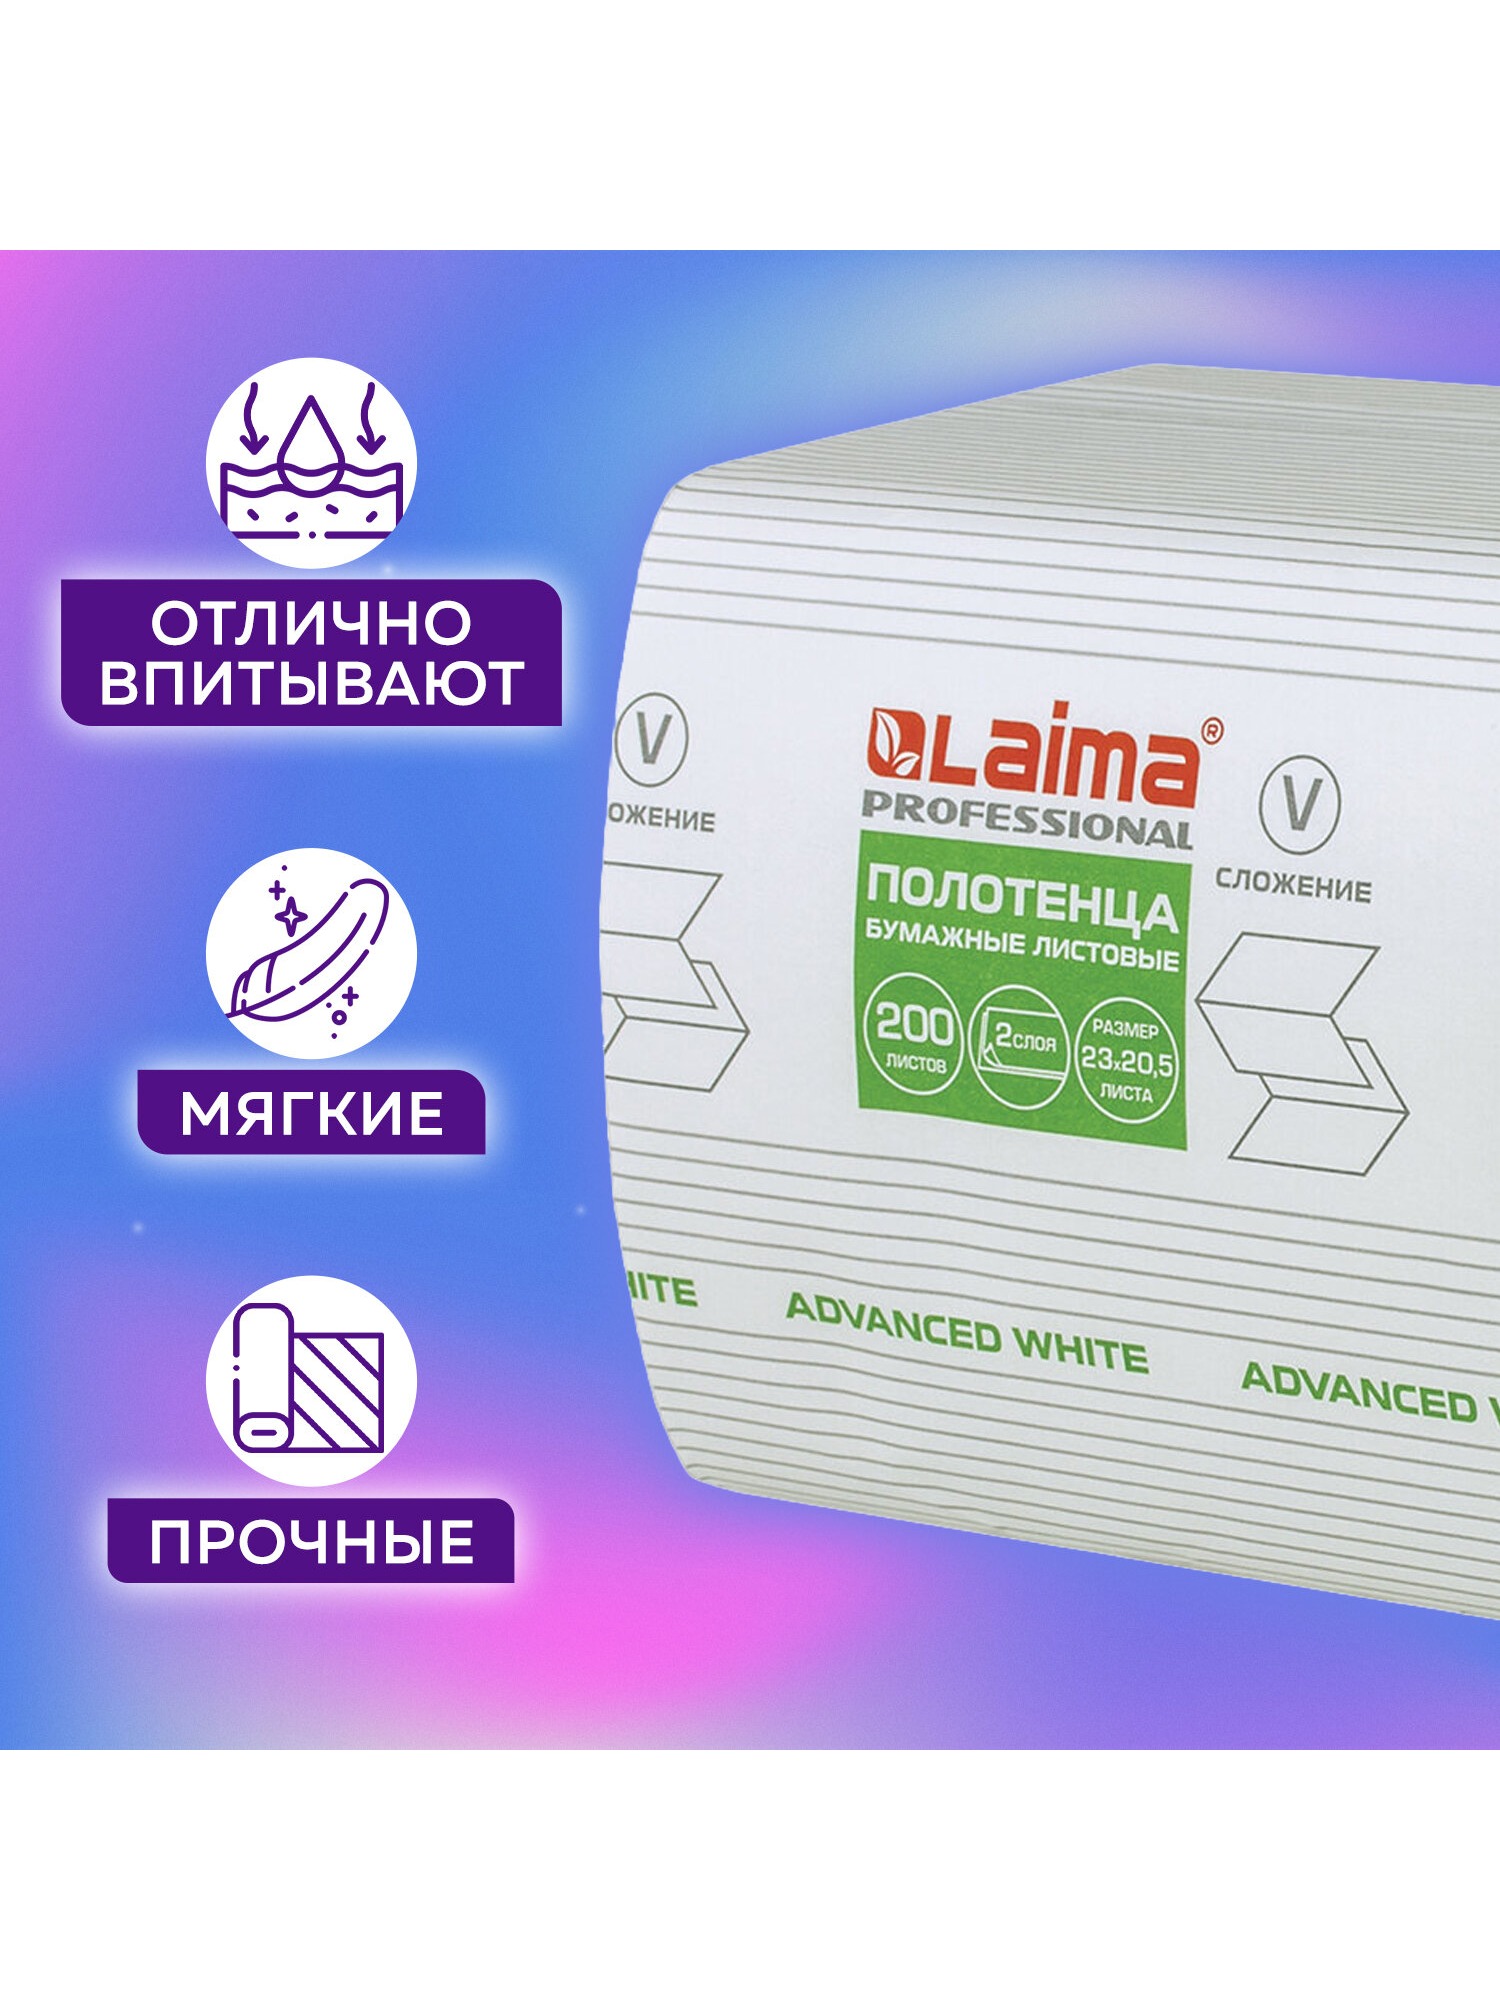 ОТЛИЧНО
ВПИТЫВАЮТ
МЯГКИЕ
ПРОЧНЫЕ
V
ОЖЕНИЕ
Laima®
PROFESSIONAL
ПОЛОТЕНЦА
БУМАЖНЫЕ ЛИСТОВЫЕ
200
ЛИСТОВ
2 СЛОЯ
РАЗМЕР
23х20,5
ЛИСТА
V
СЛОЖЕНИЕ
ITE
ADVANCED WHITE
ADVANCED